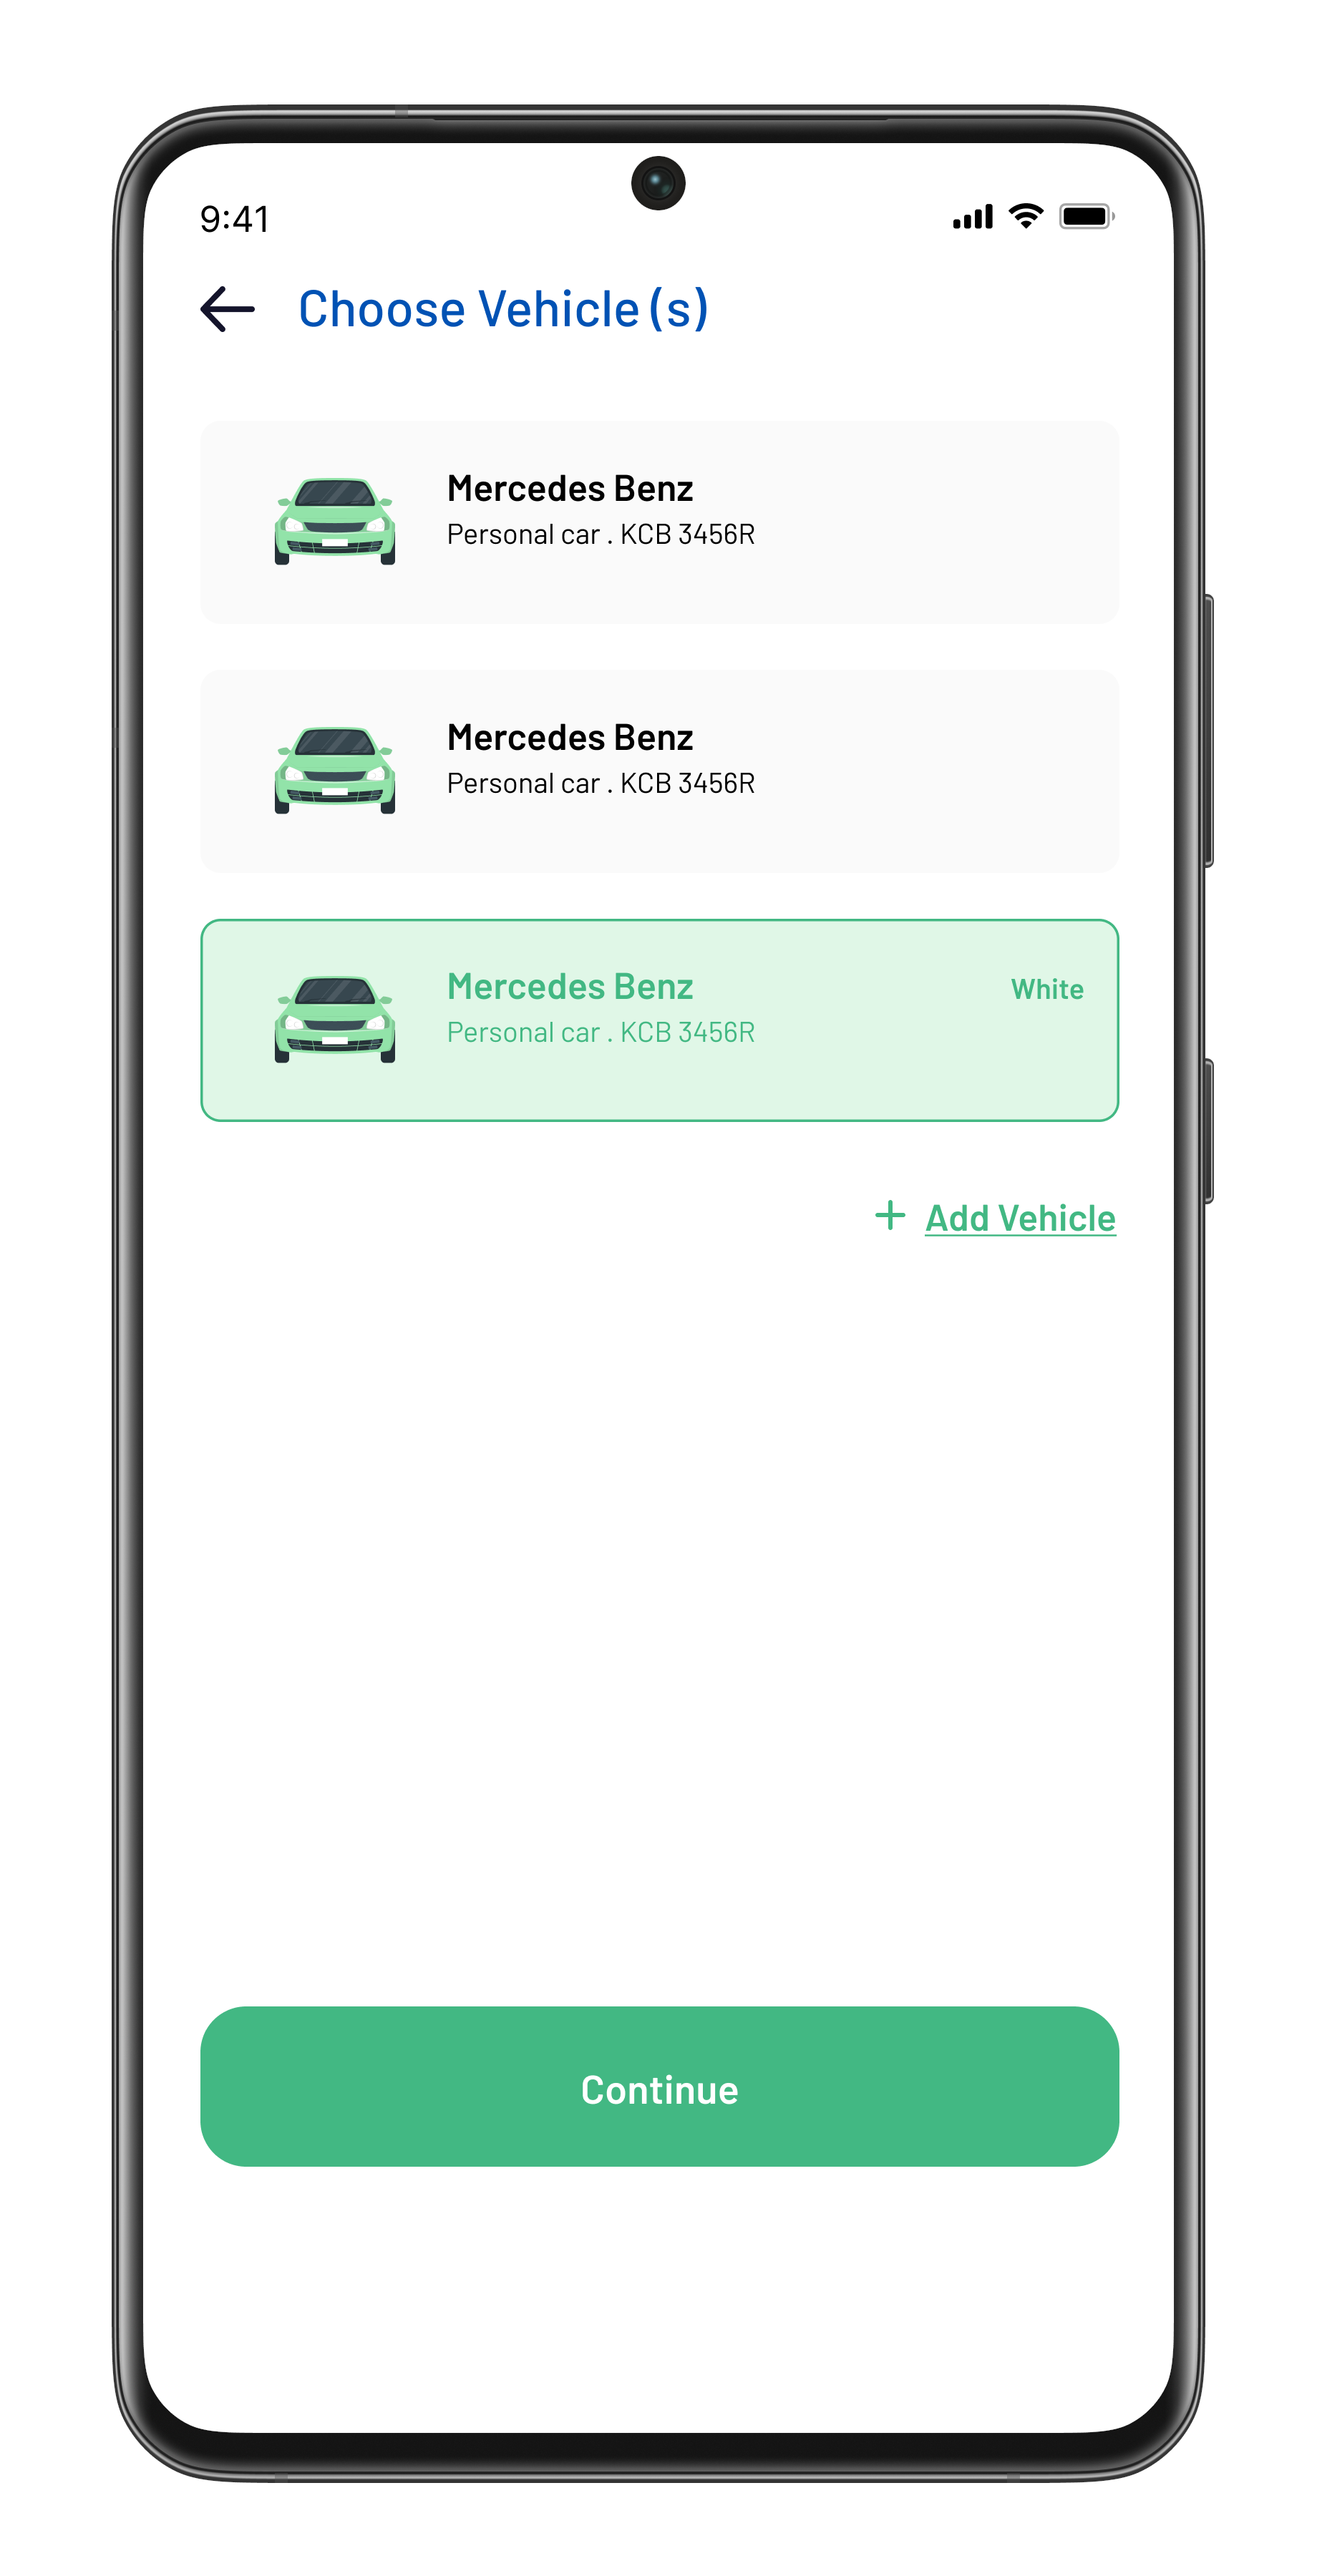 9:41
Choose Vehicle (s)
Mercedes Benz
Personal car . KCB 3456R
Mercedes Benz
Personal car . KCB 3456R
Mercedes Benz
White
Personal car . KCB 3456R
+ Add Vehicle
Continue